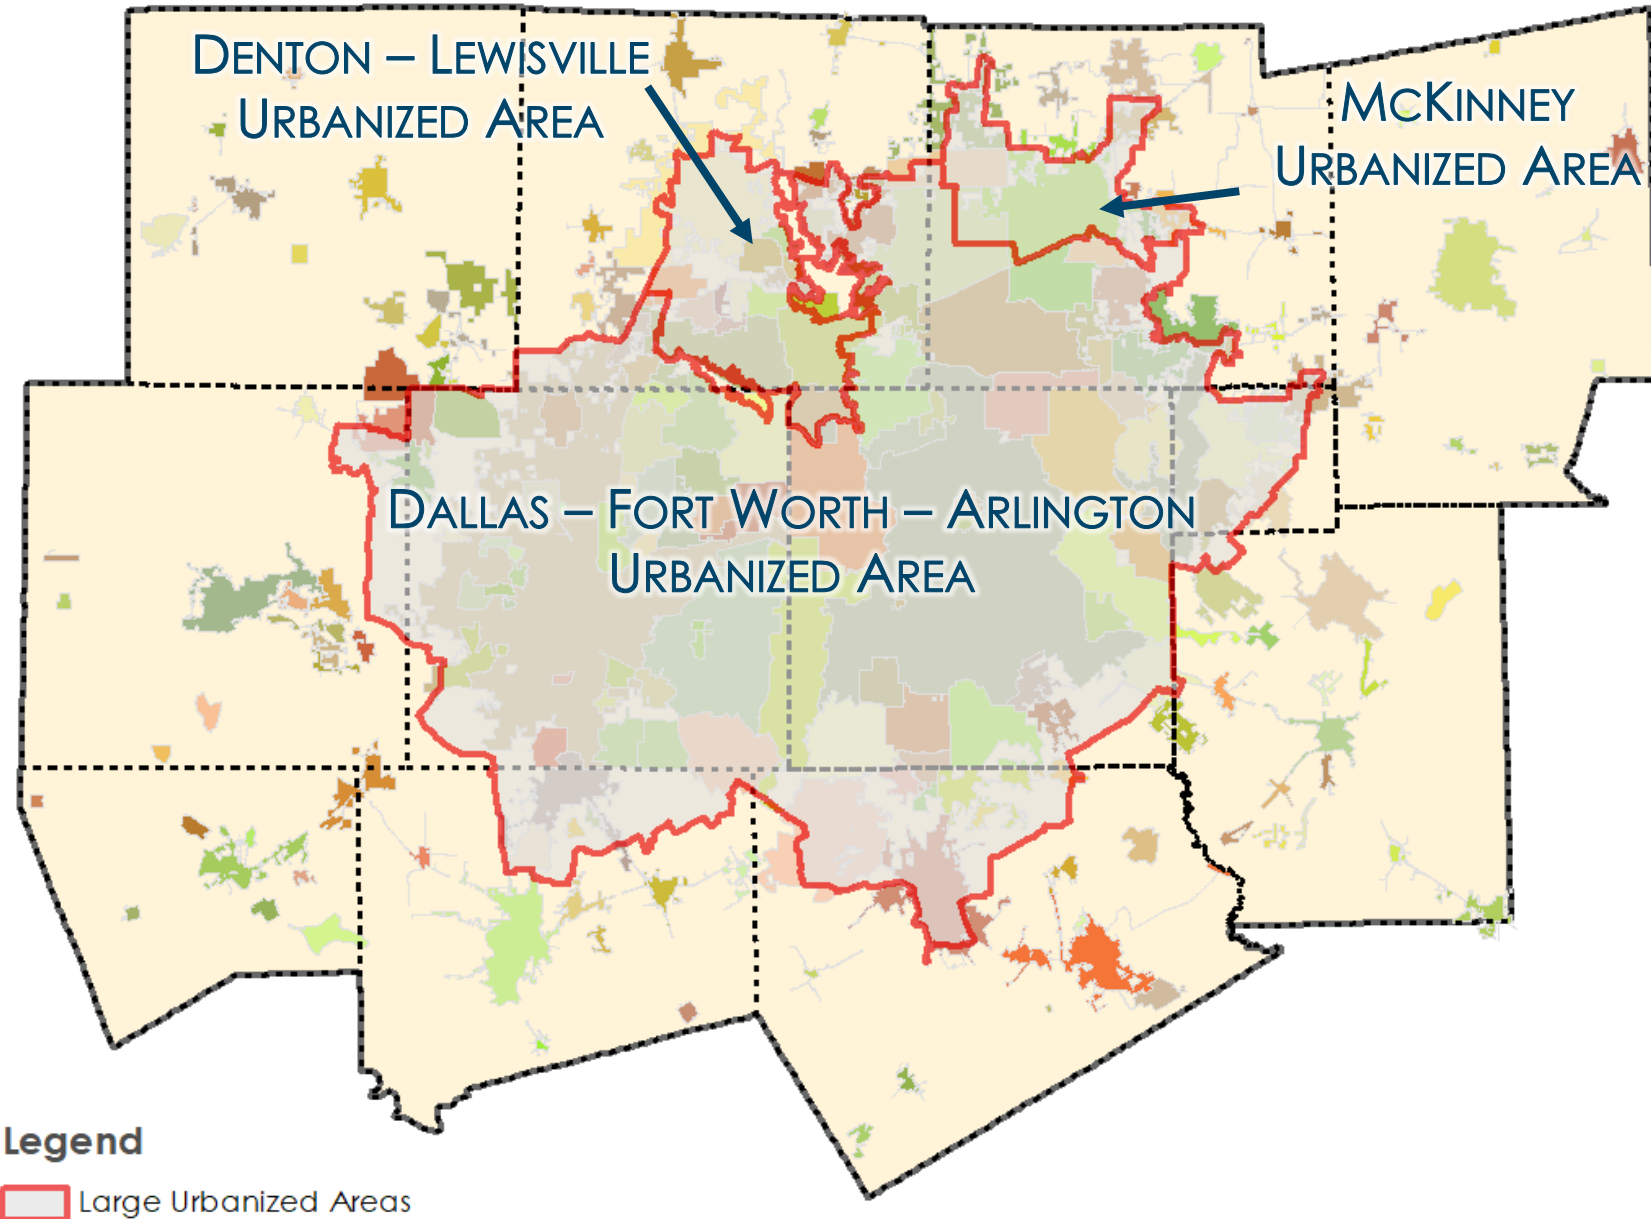 DENTON – LEWISVILLE
URBANIZED AREA
MCKINNEY
URBANIZED AREA
DALLAS – FORT WORTH – ARLINGTON
URBANIZED AREA
Legend
Large Urbanized Areas